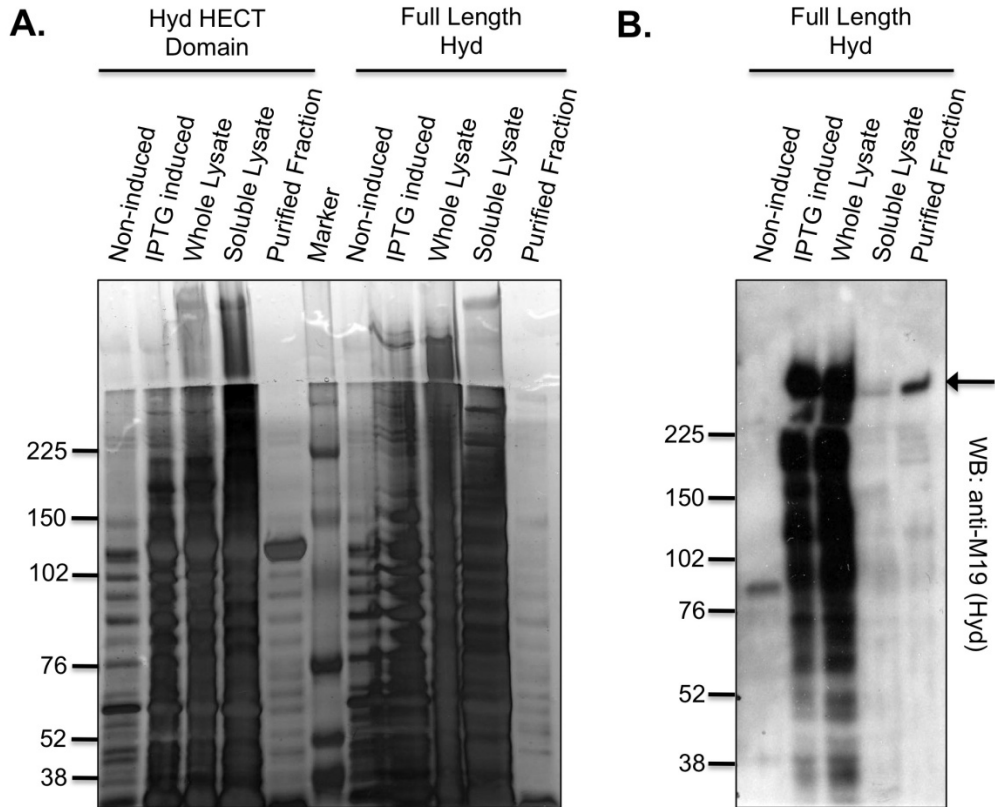 A.
Hyd HECT
Domain
Full Length
Hyd
Non-induced
IPTG induced
Whole Lysate
Soluble Lysate
Purified Fraction
Marker
Non-induced
IPTG induced
Whole Lysate
Soluble Lysate
Purified Fraction
225
150
102
76
52
38
B.
Full Length
Hyd
Non-induced
IPTG induced
Whole Lysate
Soluble Lysate
Purified Fraction
225
150
102
76
52
38
WB: anti-M19 (Hyd)